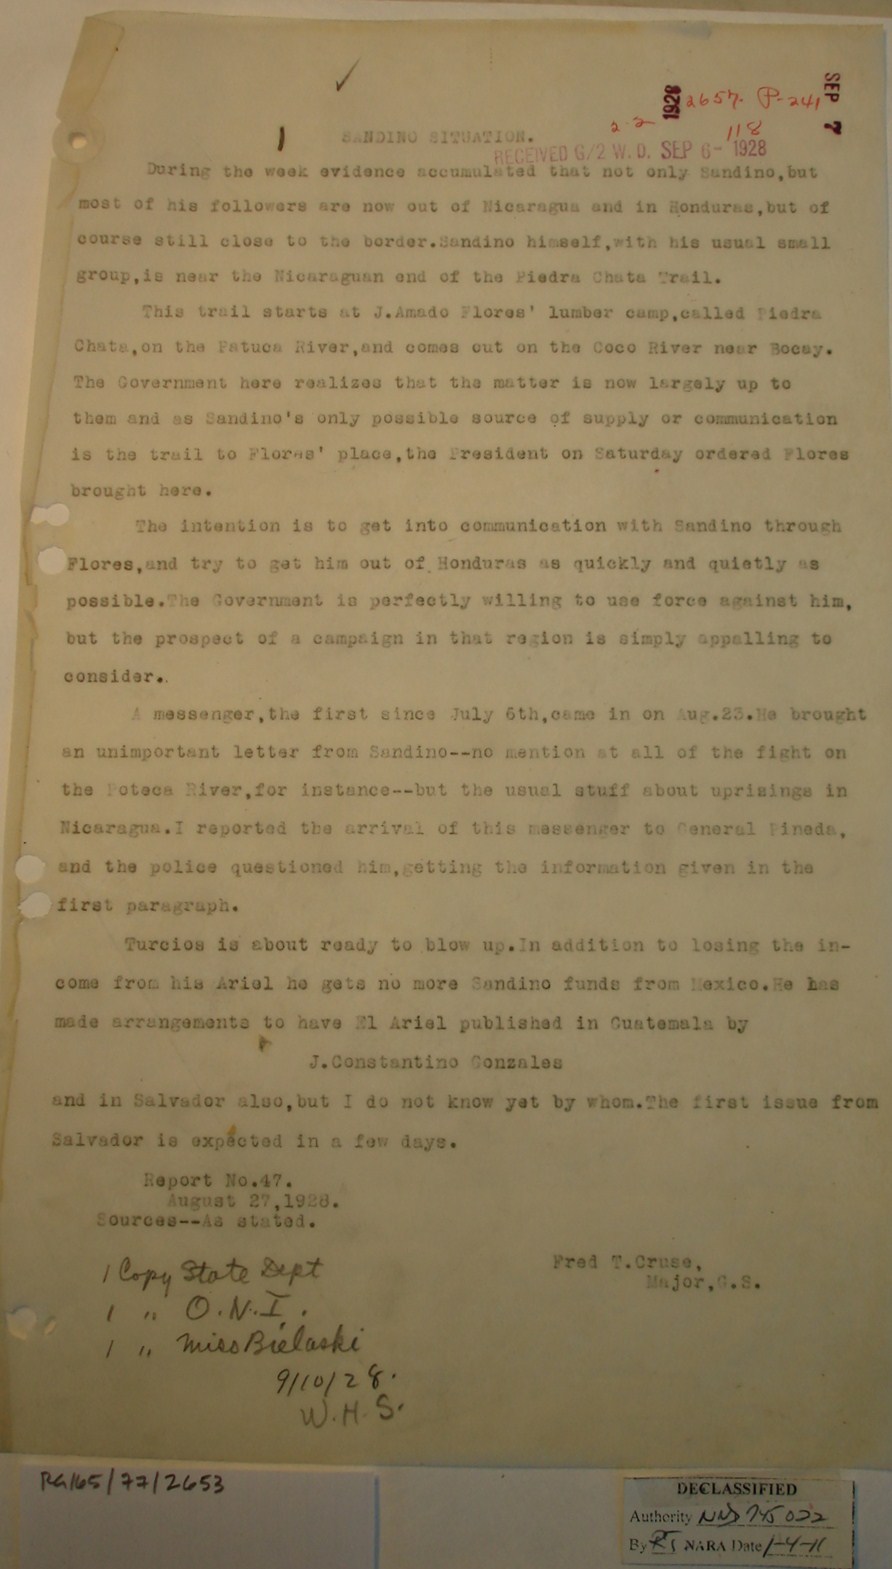 SEP 7
1928
2657. P-241
118
2-2
SANDINO SITUATION.
RECEIVED G/2 W.D. SEP 6- 1928
During the week evidence accumulated that not only Sandino,but
most of his followers are now out of Nicaragua and in Honduras,but of
course still close to the border.Sandino himself,with his usual small
group,is near the Nicaraguan end of the Piedra Chata Trail.
This trail starts at J.Amado Flores' lumber camp,called Piedra
Chata,on the Patuca River,and comes out on the Coco River near Bocay.
The Government here realizes that the matter is now largely up to
them and as Sandino's only possible source of supply or communication
is the trail to Flores' place,the President on Saturday ordered Flores
brought here.
The intention is to get into communication with Sandino through
Flores,and try to get him out of Honduras as quickly and quietly as
possible.The Government is perfectly willing to use force against him,
but the prospect of a campaign in that region is simply appalling to
consider..
A messenger,the first since July 6th,came in on Aug.23.He brought
an unimportant letter from Sandino--no mention at all of the fight on
the Poteca River,for instance--but the usual stuff about uprisings in
Nicaragua.I reported the arrival of this messenger to General Pineda,
and the police questioned him,getting the information given in the
first paragraph.
Turcios is about ready to blow up.In addition to losing the in-
come from his Ariel he gets no more Sandino funds from Mexico.He has
made arrangements to have El Ariel published in Guatemala by
J.Constantino Gonzales
and in Salvador also,but I do not know yet by whom.The first issue from
Salvador is expected in a few days.
Report No.47.
August 27,1928.
Sources--As stated.
Fred T.Cruse,
Major,G.S.
1 Copy State Dept
1 " O.N.I.
1 " Miss Bielaski
9/10/28.
W.H.S.
RG165/77/2653
DECLASSIFIED
Authority NND 745022
By RJ NARA Date 1-4-11